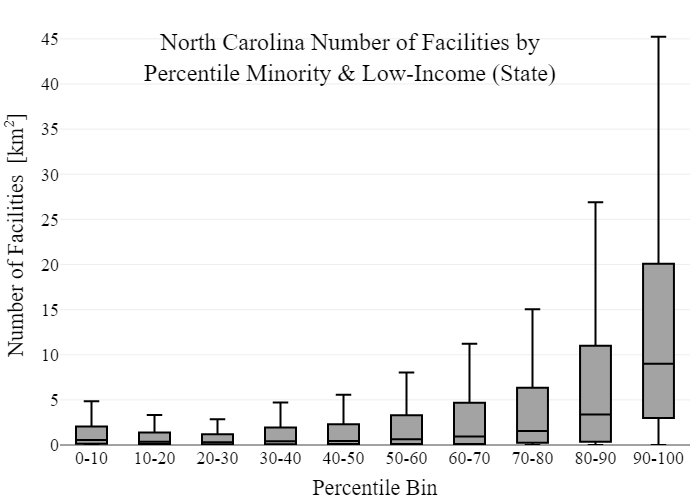 North Carolina Number of Facilities by
Percentile Minority & Low-Income (State)
Number of Facilities [km²]
45
40
35
30
25
20
15
10
5
0
0-10 10-20 20-30 30-40 40-50 50-60 60-70 70-80 80-90 90-100
Percentile Bin